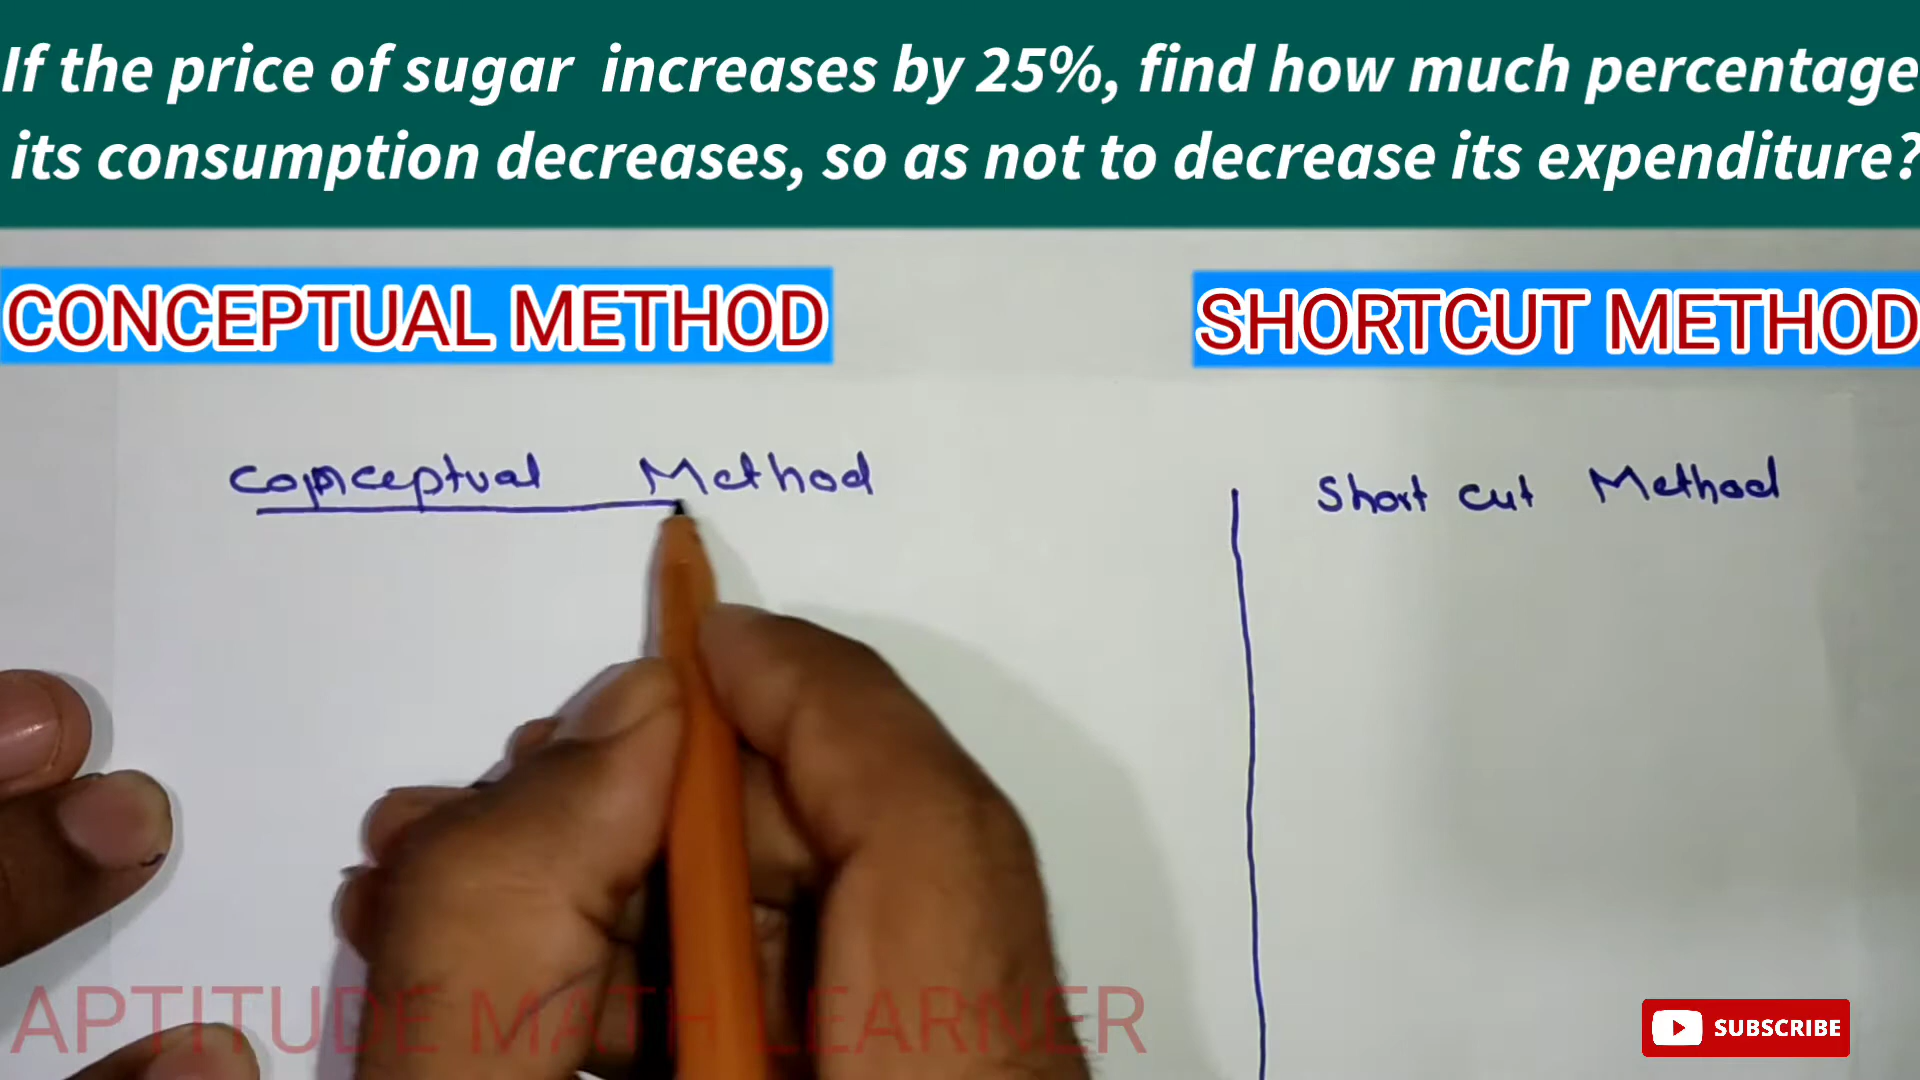 If the price of sugar increases by 25%, find how much percentage
its consumption decreases, so as not to decrease its expenditure?
CONCEPTUAL METHOD
SHORTCUT METHOD
Conceptual Method
Short cut Method
APTITUDE MATH LEARNER
SUBSCRIBE